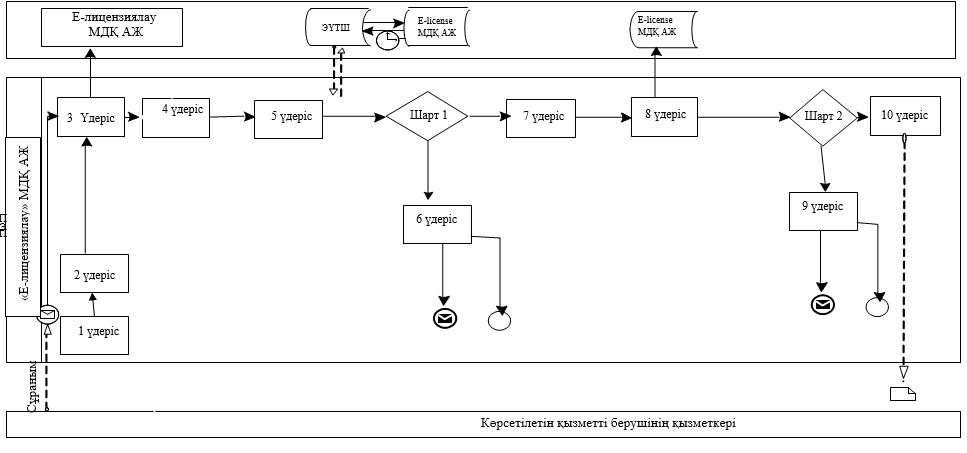 Е-лицензиялау
МДҚ АЖ
ЭҮТШ
E-license
МДҚ АЖ
E-license
МДҚ АЖ
«Е-лицензиялау» МДҚ АЖ
3 Үдеріс
4 үдеріс
5 үдеріс
Шарт 1
7 үдеріс
8 үдеріс
Шарт 2
10 үдеріс
6 үдеріс
9 үдеріс
2 үдеріс
1 үдеріс
Сұраным
Көрсетілетін қызметті берушінің қызметкері